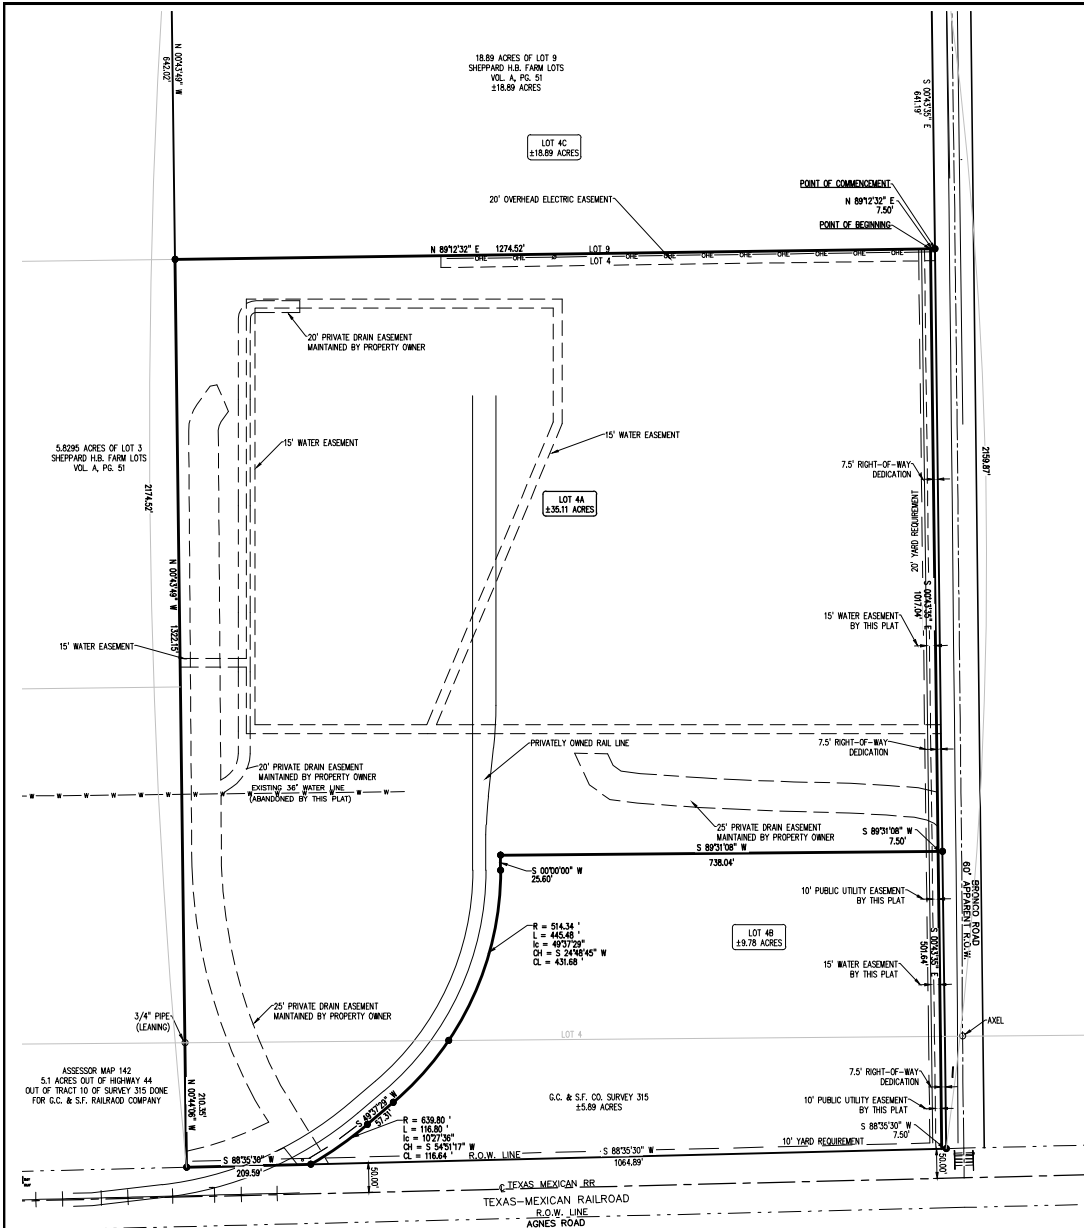 N 00°43'49" W
642.02'
18.89 ACRES OF LOT 9
SHEPPARD H.B. FARM LOTS
VOL. A, PG. 51
±18.89 ACRES
S 00°43'35" E
641.19'
LOT 4C
±18.89 ACRES
POINT OF COMMENCEMENT
20' OVERHEAD ELECTRIC EASEMENT
N 89°12'32" E
7.50'
POINT OF BEGINNING
N 89°12'32" E 1274.52'
LOT 9
OHE OHE OHE OHE OHE OHE OHE OHE OHE OHE
LOT 4
20' PRIVATE DRAIN EASEMENT
MAINTAINED BY PROPERTY OWNER
5.8295 ACRES OF LOT 3
SHEPPARD H.B. FARM LOTS
VOL. A, PG. 51
15' WATER EASEMENT
15' WATER EASEMENT
2159.87'
7.5' RIGHT-OF-WAY
DEDICATION
2174.52'
LOT 4A
±35.11 ACRES
20' YARD REQUIREMENT
N 00°43'49" W 1322.15'
S 00°43'35" E
1017.04'
15' WATER EASEMENT
BY THIS PLAT
15' WATER EASEMENT
PRIVATELY OWNED RAIL LINE
7.5' RIGHT-OF-WAY
DEDICATION
20' PRIVATE DRAIN EASEMENT
MAINTAINED BY PROPERTY OWNER
EXISTING 36" WATER LINE
W W W W W W W W W W W W W W
(ABANDONED BY THIS PLAT)
25' PRIVATE DRAIN EASEMENT
MAINTAINED BY PROPERTY OWNER
S 89°31'08" W
7.50'
S 89°31'08" W
738.04'
S 00°00'00" W
25.60'
10' PUBLIC UTILITY EASEMENT
BY THIS PLAT
BRONCO ROAD
60' APPARENT R.O.W.
R = 514.34 '
L = 445.48 '
Ic = 49°37'29"
CH = S 24°48'45" W
CL = 431.68 '
LOT 4B
±9.78 ACRES
S 00°43'35" E
501.64'
15' WATER EASEMENT
BY THIS PLAT
25' PRIVATE DRAIN EASEMENT
MAINTAINED BY PROPERTY OWNER
3/4" PIPE
(LEANING)
LOT 4
AXEL
ASSESSOR MAP 142
5.1 ACRES OUT OF HIGHWAY 44
OUT OF TRACT 10 OF SURVEY 315 DONE
FOR G.C. & S.F. RAILRAOD COMPANY
N 00°44'06" W
210.35'
7.5' RIGHT-OF-WAY
DEDICATION
G.C. & S.F. CO. SURVEY 315
±5.89 ACRES
10' PUBLIC UTILITY EASEMENT
BY THIS PLAT
S 49°37'29" W
57.31'
R = 639.80 '
L = 116.80 '
Ic = 10°27'36"
CH = S 54°51'17" W
CL = 116.64 '
S 88°35'30" W
7.50'
10' YARD REQUIREMENT
R.O.W. LINE
S 88°35'30" W
1064.89'
S 88°35'30" W
209.59'
50.00'
50.00'
TEXAS MEXICAN RR
TEXAS-MEXICAN RAILROAD
R.O.W. LINE
AGNES ROAD